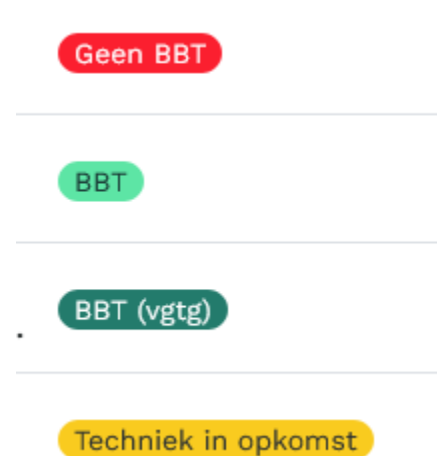 Geen BBT
BBT
BBT (vgtg)
.
Techniek in opkomst